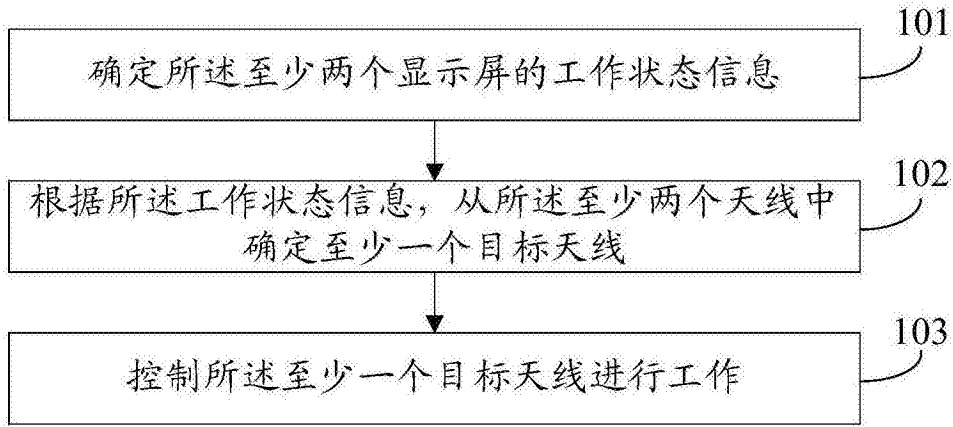 101
确定所述至少两个显示屏的工作状态信息
102
根据所述工作状态信息，从所述至少两个天线中
确定至少一个目标天线
103
控制所述至少一个目标天线进行工作